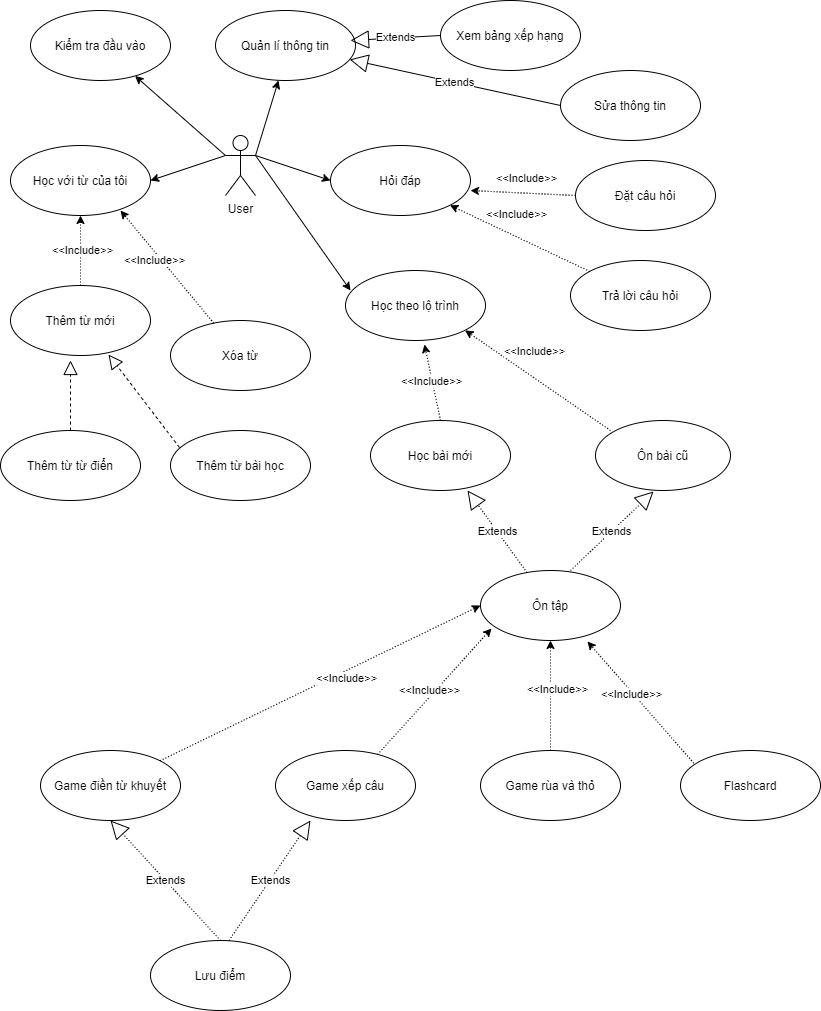 Kiểm tra đầu vào
Quản lí thông tin
Extends
Xem bảng xếp hạng
Extends
Sửa thông tin
User
Học với từ của tôi
Hỏi đáp
<<Include>>
Đặt câu hỏi
<<Include>>
Trả lời câu hỏi
<<Include>>
<<Include>>
Thêm từ mới
Xóa từ
Học theo lộ trình
<<Include>>
<<Include>>
Thêm từ từ điển
Thêm từ bài học
Học bài mới
Ôn bài cũ
Extends
Extends
Ôn tập
<<Include>>
<<Include>>
<<Include>>
<<Include>>
Game điền từ khuyết
Game xếp câu
Game rùa và thỏ
Flashcard
Extends
Extends
Lưu điểm